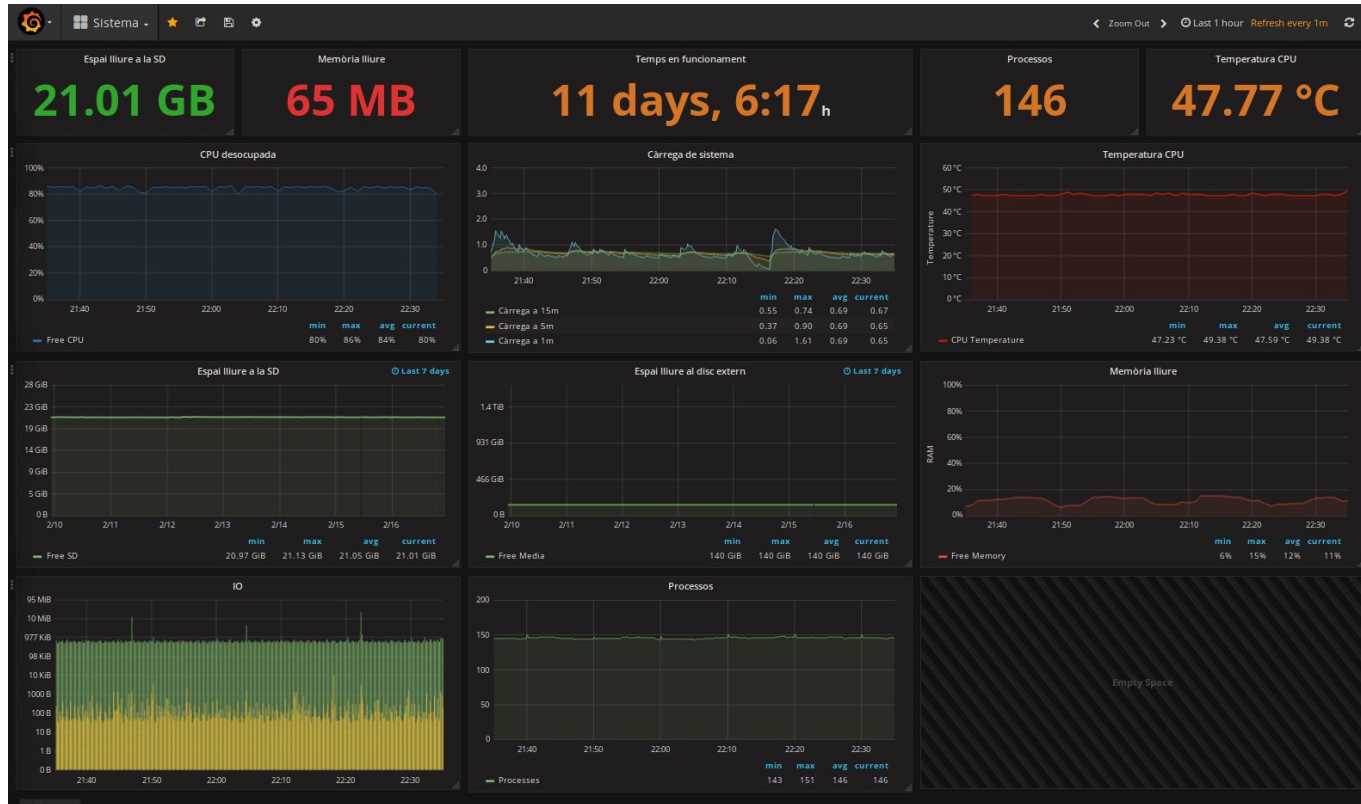 Sistema
Zoom Out
Last 1 hour
Refresh every 1m
Espai lliure a la SD
21.01 GB
Memòria lliure
65 MB
Temps en funcionament
11 days, 6:17 h
Processos
146
Temperatura CPU
47.77 °C
CPU desocupada
100%
80%
60%
40%
20%
0%
21:40 21:50 22:00 22:10 22:20 22:30
min max avg current
Free CPU 80% 86% 84% 80%
Càrrega de sistema
4.0
3.0
2.0
1.0
0
21:40 21:50 22:00 22:10 22:20 22:30
min max avg current
Càrrega a 15m 0.55 0.74 0.69 0.67
Càrrega a 5m 0.37 0.90 0.69 0.65
Càrrega a 1m 0.06 1.61 0.69 0.65
Temperatura CPU
Temperature
60 °C
50 °C
40 °C
30 °C
20 °C
10 °C
0 °C
21:40 21:50 22:00 22:10 22:20 22:30
min max avg current
CPU Temperature 47.23 °C 49.38 °C 47.59 °C 49.38 °C
Espai lliure a la SD
Last 7 days
28 GiB
23 GiB
19 GiB
14 GiB
9 GiB
5 GiB
0 B
2/10 2/11 2/12 2/13 2/14 2/15 2/16
min max avg current
Free SD 20.97 GiB 21.13 GiB 21.05 GiB 21.01 GiB
Espai lliure al disc extern
Last 7 days
1.4 TiB
931 GiB
466 GiB
0 B
2/10 2/11 2/12 2/13 2/14 2/15 2/16
min max avg current
Free Media 140 GiB 140 GiB 140 GiB 140 GiB
Memòria lliure
RAM
100%
80%
60%
40%
20%
0%
21:40 21:50 22:00 22:10 22:20 22:30
min max avg current
Free Memory 6% 15% 12% 11%
IO
95 MiB
10 MiB
977 KiB
98 KiB
10 KiB
1000 B
100 B
10 B
1 B
0 B
21:40 21:50 22:00 22:10 22:20 22:30
Processos
200
150
100
50
0
21:40 21:50 22:00 22:10 22:20 22:30
min max avg current
Processes 143 151 146 146
Empty Space